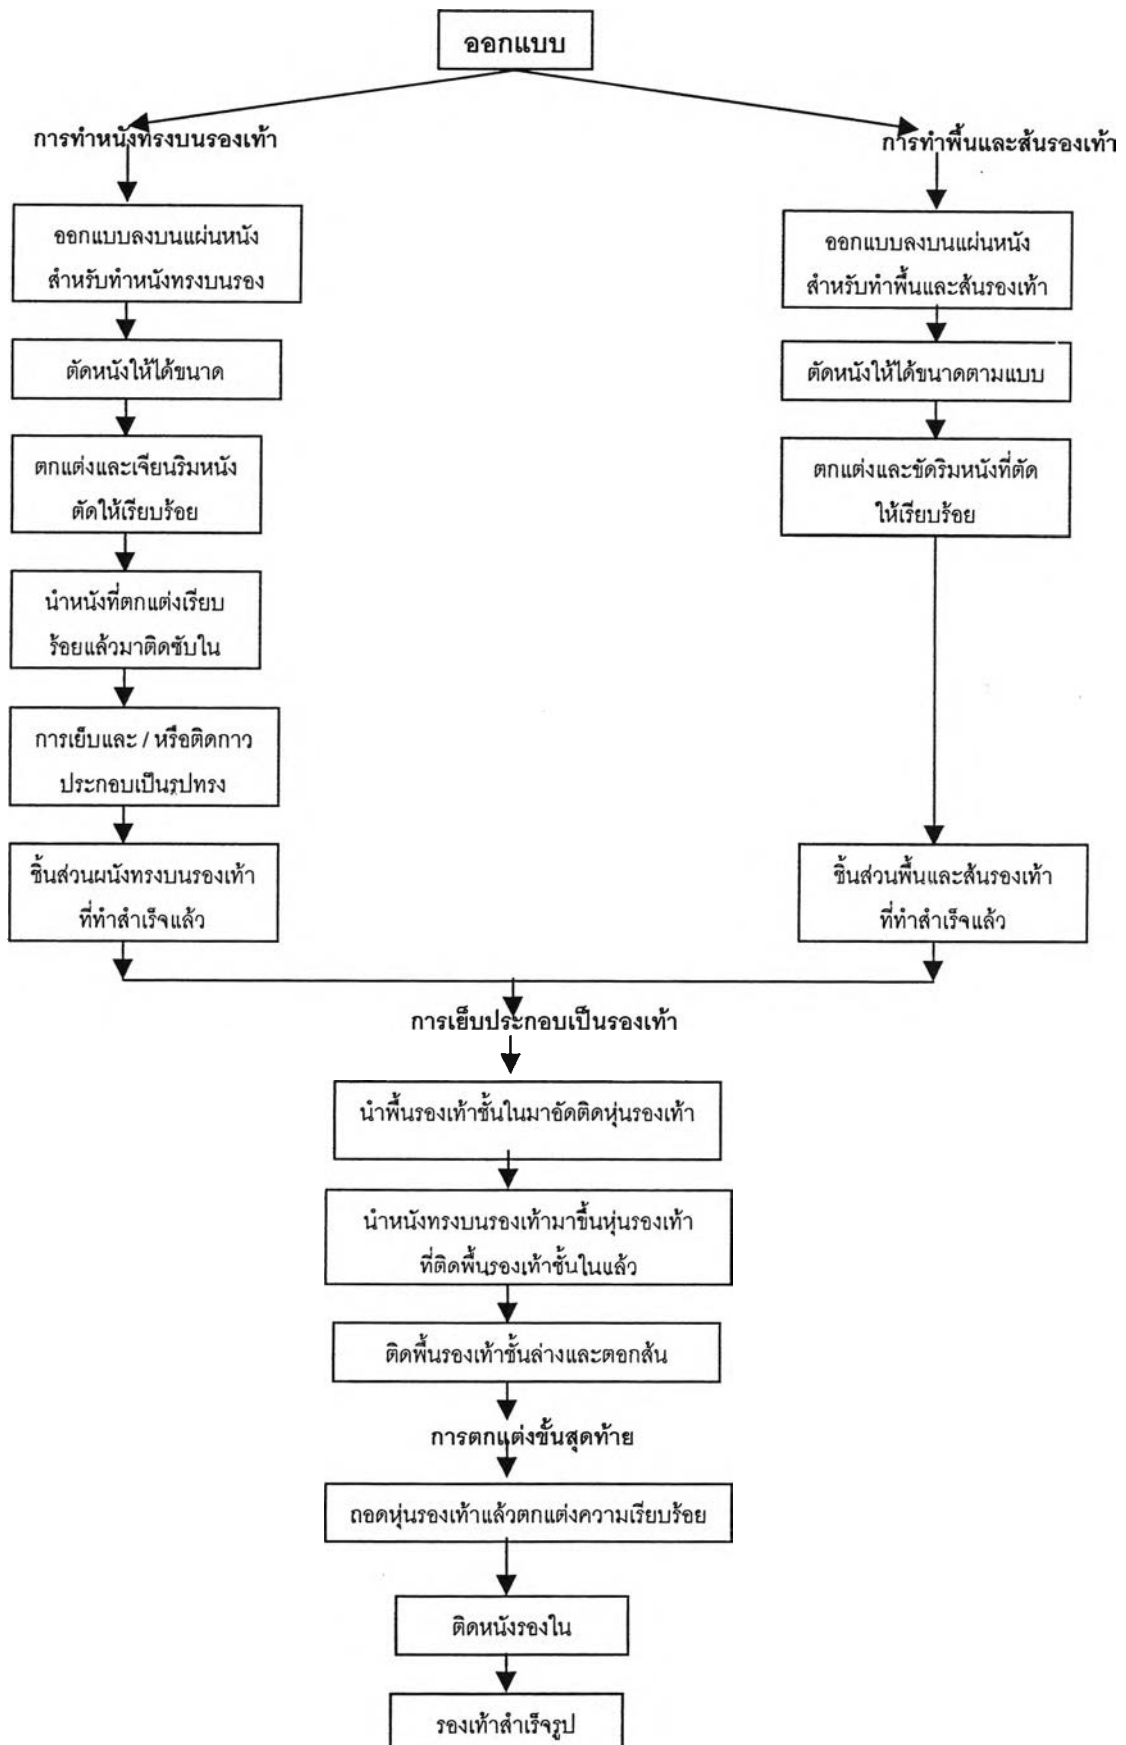 ออกแบบ
การทำหนังทรงบนรองเท้า
ออกแบบลงบนแผ่นหนัง
สำหรับทำหนังทรงบนรอง
ตัดหนังให้ได้ขนาด
ตกแต่งและเจียนริมหนัง
ตัดให้เรียบร้อย
นำหนังที่ตกแต่งเรียบ
ร้อยแล้วมาติดซับใน
การเย็บและ / หรือติดกาว
ประกอบเป็นรูปทรง
ชิ้นส่วนผนังทรงบนรองเท้า
ที่ทำสำเร็จแล้ว
การทำพื้นและส้นรองเท้า
ออกแบบลงบนแผ่นหนัง
สำหรับทำพื้นและส้นรองเท้า
ตัดหนังให้ได้ขนาดตามแบบ
ตกแต่งและขัดริมหนังที่ตัด
ให้เรียบร้อย
ชิ้นส่วนพื้นและส้นรองเท้า
ที่ทำสำเร็จแล้ว
การเย็บประกอบเป็นรองเท้า
นำพื้นรองเท้าชั้นในมาอัดติดหุ่นรองเท้า
นำหนังทรงบนรองเท้ามาขึ้นหุ่นรองเท้า
ที่ติดพื้นรองเท้าชั้นในแล้ว
ติดพื้นรองเท้าชั้นล่างและตอกส้น
การตกแต่งขั้นสุดท้าย
ถอดหุ่นรองเท้าแล้วตกแต่งความเรียบร้อย
ติดหนังรองใน
รองเท้าสำเร็จรูป